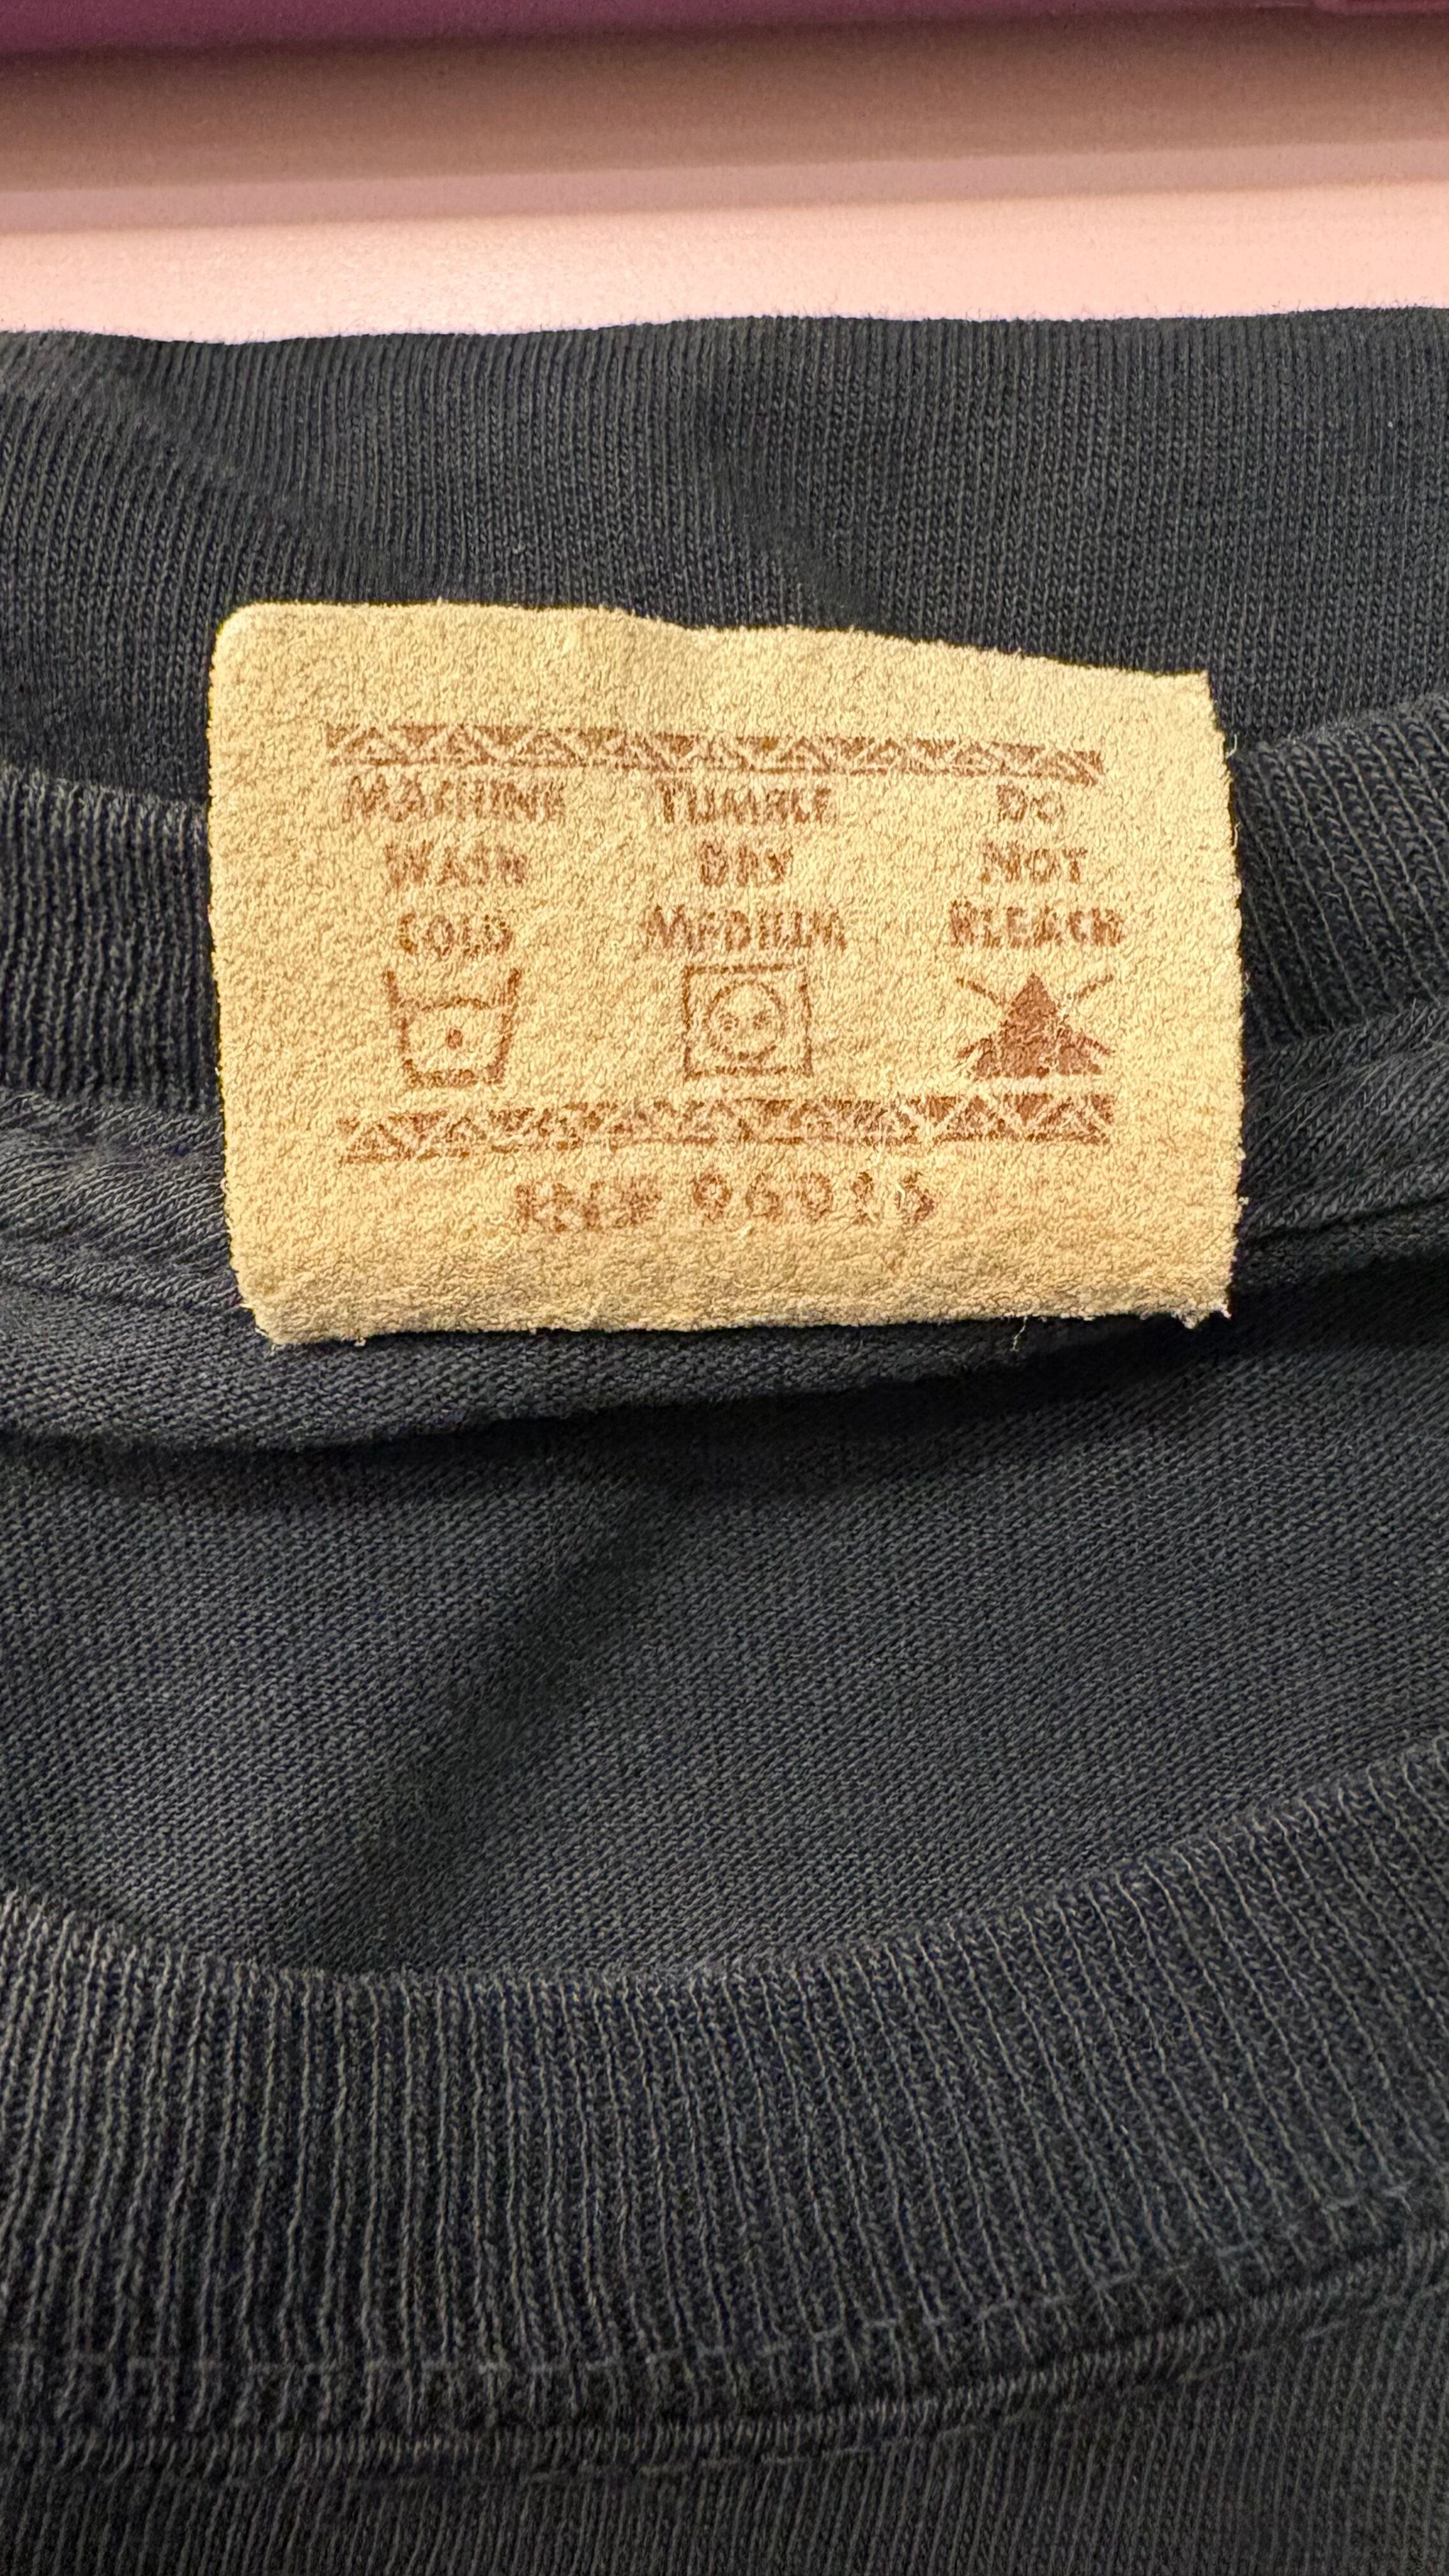 MACHINE TUMBLE DO
WASH DRY NOT
COLD MEDIUM BLEACH